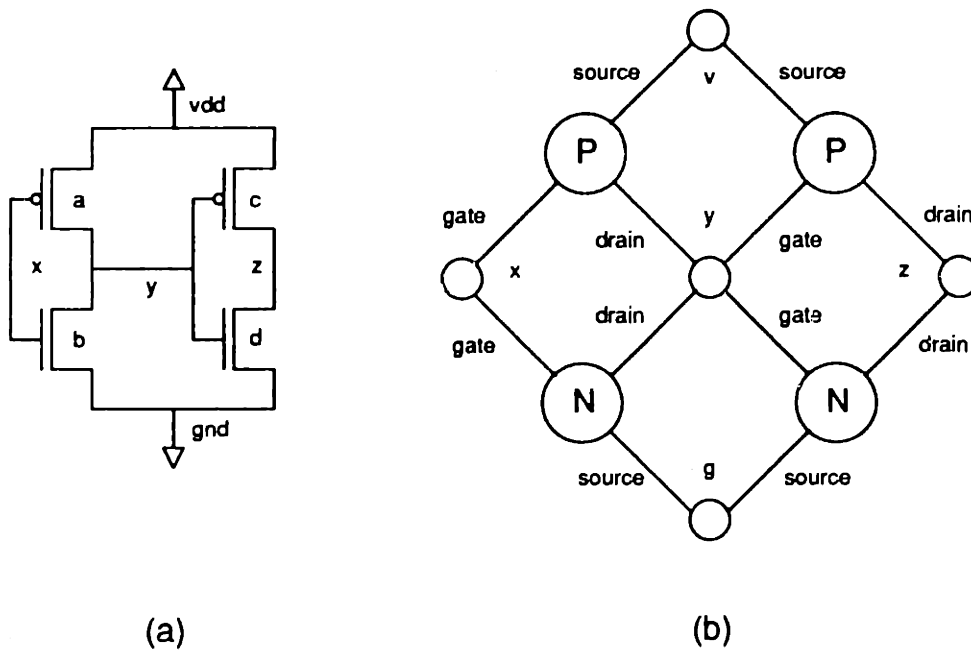 vdd
a
c
x
y
z
b
d
gnd
(a)
source
source
v
P
P
gate
drain
y
gate
drain
x
z
gate
drain
gate
drain
N
N
source
g
source
(b)